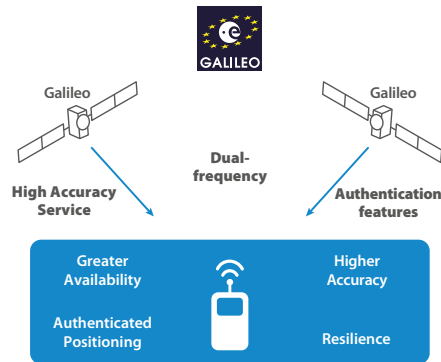 GALILEO
Galileo
Galileo
Dual-
frequency
High Accuracy
Service
Authentication
features
Greater
Availability
Higher
Accuracy
Authenticated
Positioning
Resilience